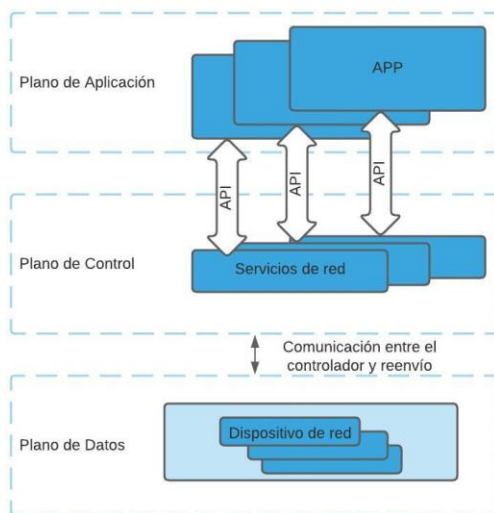 Plano de Aplicación
APP
API
API
API
Plano de Control
Servicios de red
Comunicación entre el
controlador y reenvío
Plano de Datos
Dispositivo de red